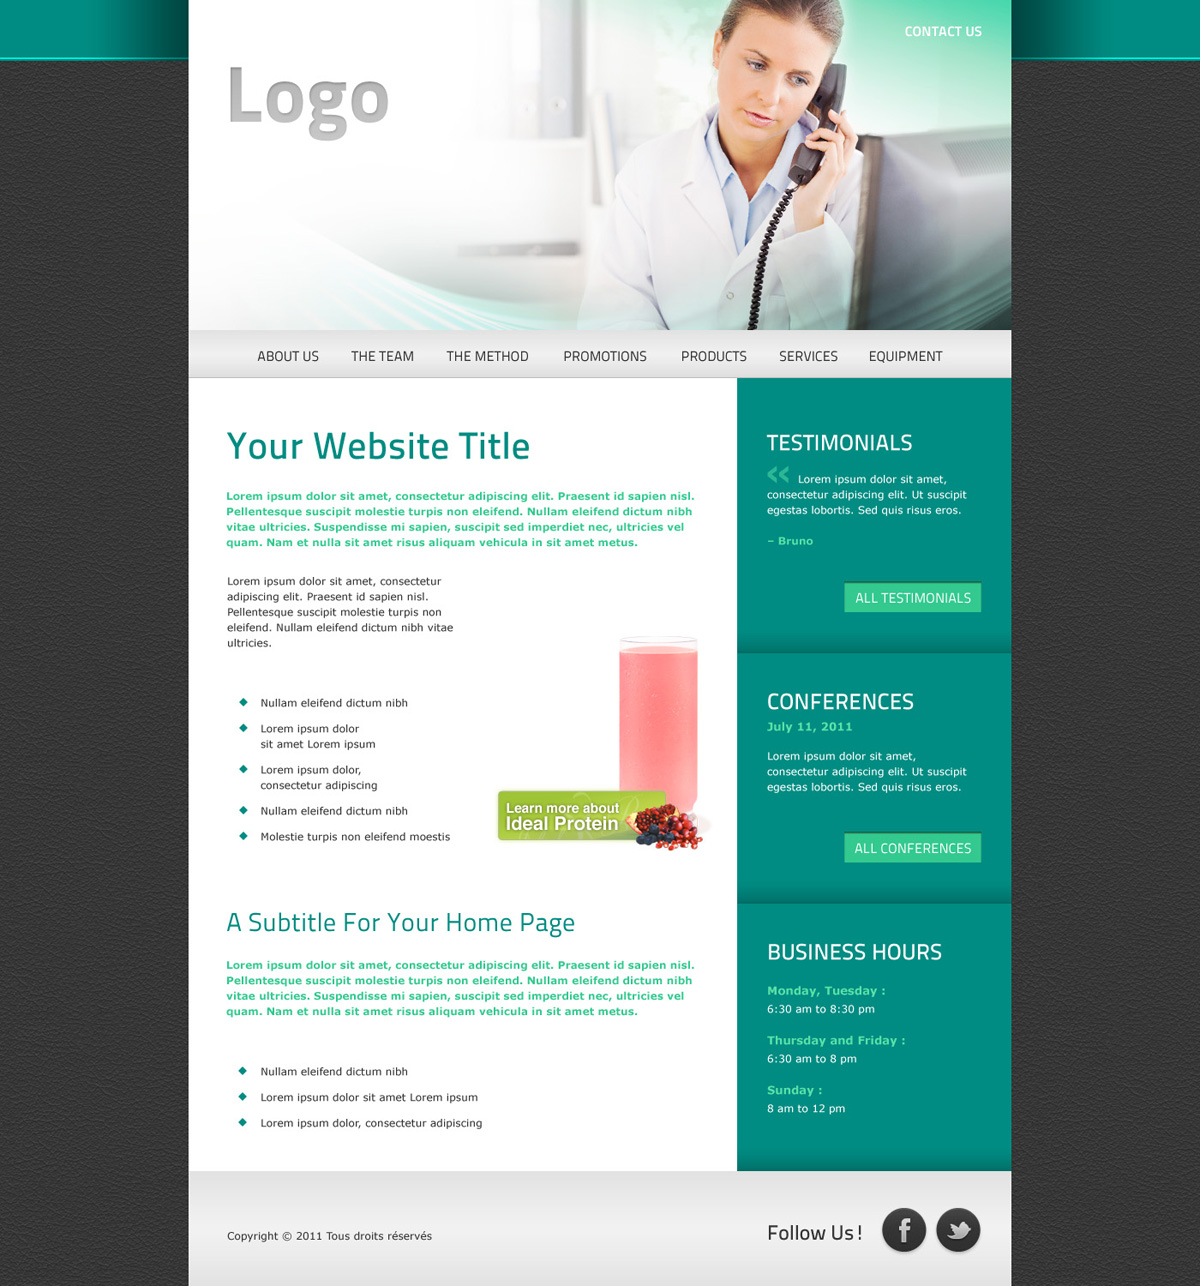 CONTACT US
Logo
ABOUT US THE TEAM THE METHOD PROMOTIONS PRODUCTS SERVICES EQUIPMENT
Your Website Title
Lorem ipsum dolor sit amet, consectetur adipiscing elit. Praesent id sapien nisl.
Pellentesque suscipit molestie turpis non eleifend. Nullam eleifend dictum nibh
vitae ultricies. Suspendisse mi sapien, suscipit sed imperdiet nec, ultricies vel
quam. Nam et nulla sit amet risus aliquam vehicula in sit amet metus.
Lorem ipsum dolor sit amet, consectetur
adipiscing elit. Praesent id sapien nisl.
Pellentesque suscipit molestie turpis non
eleifend. Nullam eleifend dictum nibh vitae
ultricies.
Nullam eleifend dictum nibh
Lorem ipsum dolor
sit amet Lorem ipsum
Lorem ipsum dolor,
consectetur adipiscing
Nullam eleifend dictum nibh
Molestie turpis non eleifend moestis
Learn more about
Ideal Protein
A Subtitle For Your Home Page
Lorem ipsum dolor sit amet, consectetur adipiscing elit. Praesent id sapien nisl.
Pellentesque suscipit molestie turpis non eleifend. Nullam eleifend dictum nibh
vitae ultricies. Suspendisse mi sapien, suscipit sed imperdiet nec, ultricies vel
quam. Nam et nulla sit amet risus aliquam vehicula in sit amet metus.
Nullam eleifend dictum nibh
Lorem ipsum dolor sit amet Lorem ipsum
Lorem ipsum dolor, consectetur adipiscing
TESTIMONIALS
« Lorem ipsum dolor sit amet,
consectetur adipiscing elit. Ut suscipit
egestas lobortis. Sed quis risus eros.
– Bruno
ALL TESTIMONIALS
CONFERENCES
July 11, 2011
Lorem ipsum dolor sit amet,
consectetur adipiscing elit. Ut suscipit
egestas lobortis. Sed quis risus eros.
ALL CONFERENCES
BUSINESS HOURS
Monday, Tuesday :
6:30 am to 8:30 pm
Thursday and Friday :
6:30 am to 8 pm
Sunday :
8 am to 12 pm
Copyright © 2011 Tous droits réservés
Follow Us !
f